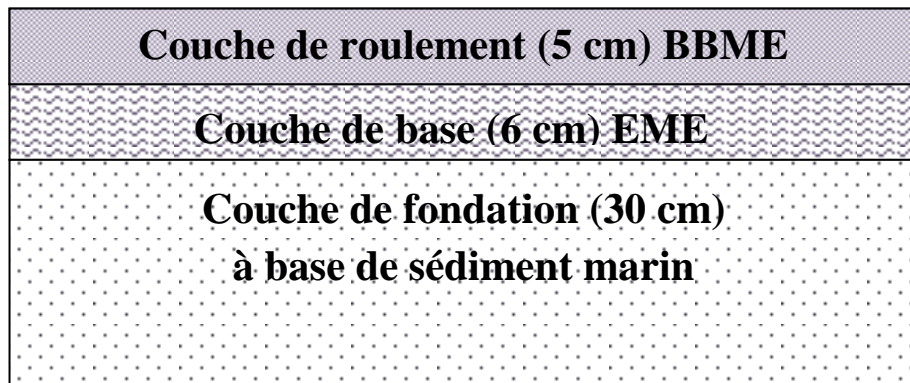 Couche de roulement (5 cm) BBME
Couche de base (6 cm) EME
Couche de fondation (30 cm)
à base de sédiment marin